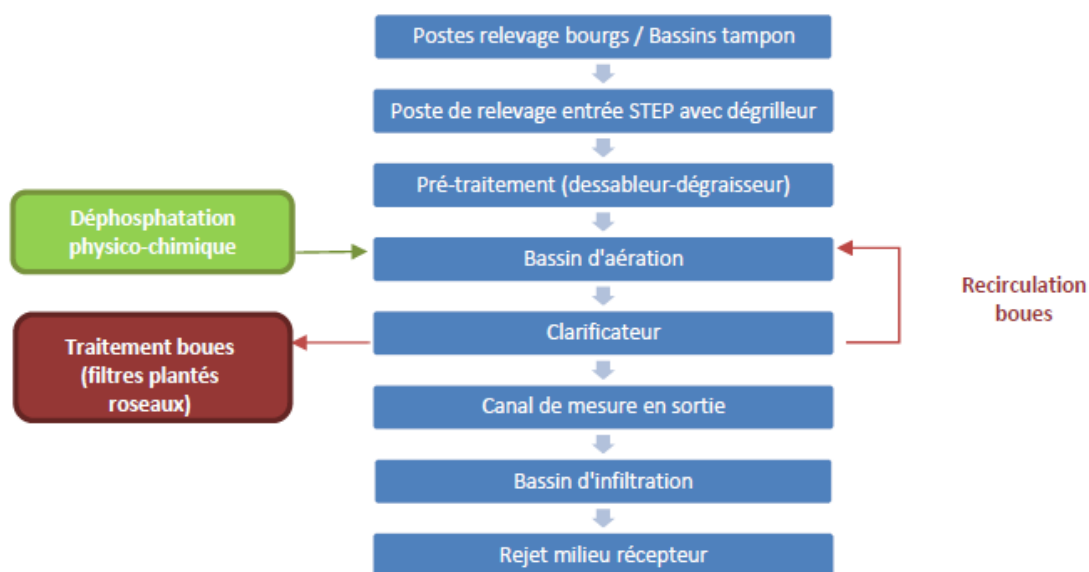 Postes relevage bourgs / Bassins tampon
Poste de relevage entrée STEP avec dégrilleur
Pré-traitement (dessableur-dégraisseur)
Déphosphatation
physico-chimique
Bassin d'aération
Recirculation
boues
Clarificateur
Traitement boues
(filtres plantés
roseaux)
Canal de mesure en sortie
Bassin d'infiltration
Rejet milieu récepteur